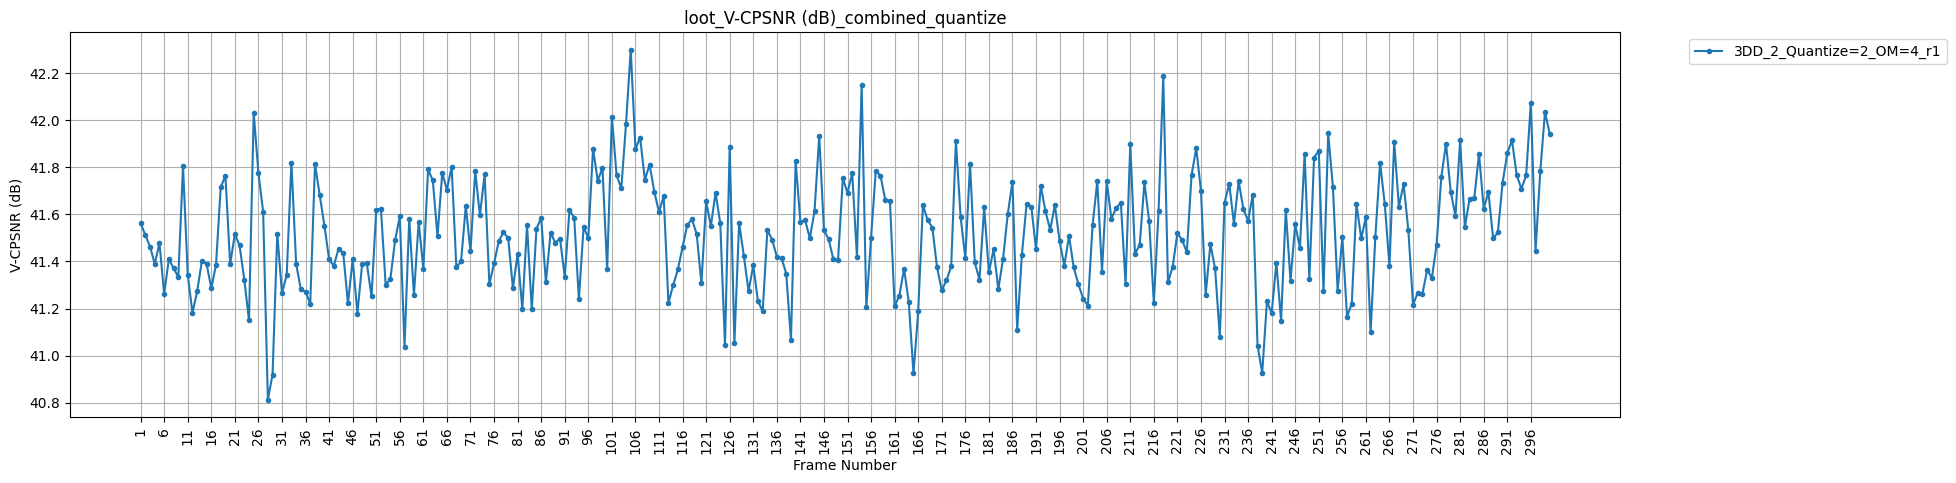 loot_V-CPSNR (dB)_combined_quantize
3DD_2_Quantize=2_OM=4_r1
V-CPSNR (dB)
42.2
42.0
41.8
41.6
41.4
41.2
41.0
40.8
1 6 11 16 21 26 31 36 41 46 51 56 61 66 71 76 81 86 91 96 101 106 111 116 121 126 131 136 141 146 151 156 161 166 171 176 181 186 191 196 201 206 211 216 221 226 231 236 241 246 251 256 261 266 271 276 281 286 291 296
Frame Number